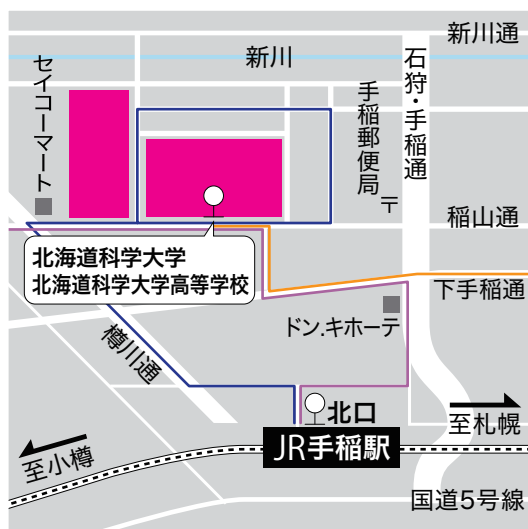 新川通
新川
セイコーマート
石狩・手稲通
手稲郵便局
〒
稲山通
北海道科学大学
北海道科学大学高等学校
下手稲通
ドン.キホーテ
樽川通
北口
至札幌
JR手稲駅
至小樽
国道5号線